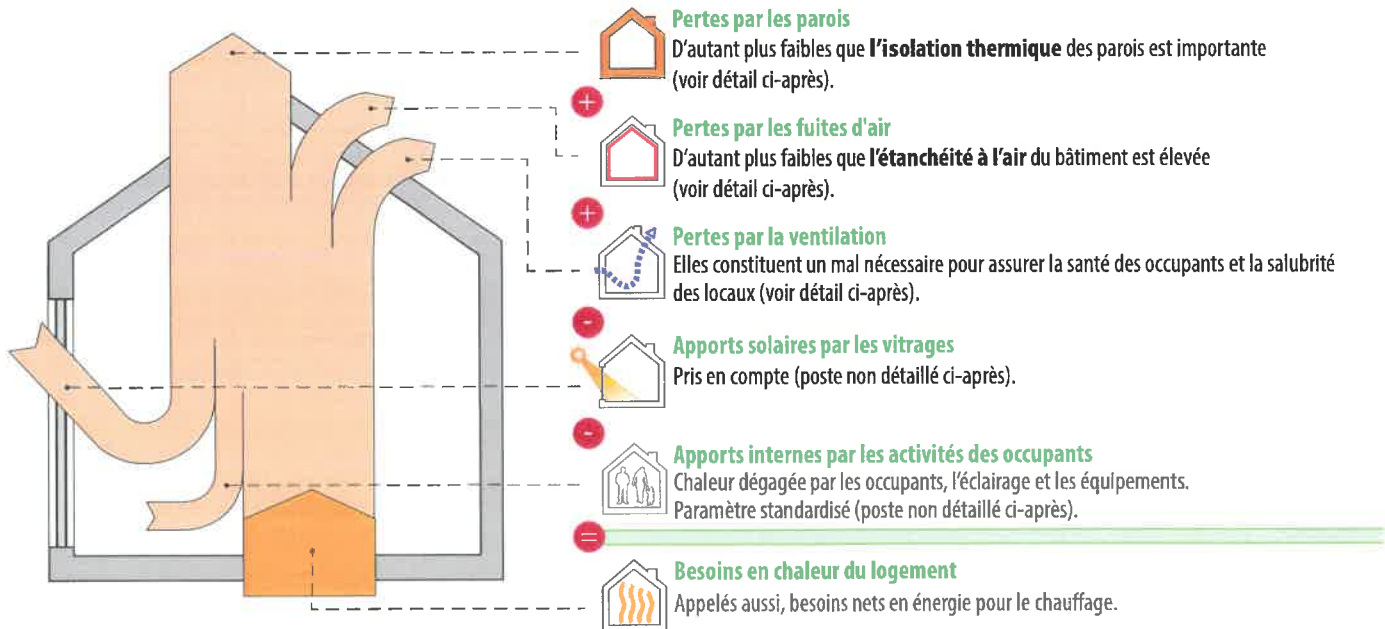 Pertes par les parois
D'autant plus faibles que l'isolation thermique des parois est importante
(voir détail ci-après).
+
Pertes par les fuites d'air
D'autant plus faibles que l'étanchéité à l'air du bâtiment est élevée
(voir détail ci-après).
+
Pertes par la ventilation
Elles constituent un mal nécessaire pour assurer la santé des occupants et la salubrité
des locaux (voir détail ci-après).
-
Apports solaires par les vitrages
Pris en compte (poste non détaillé ci-après).
-
Apports internes par les activités des occupants
Chaleur dégagée par les occupants, l'éclairage et les équipements.
Paramètre standardisé (poste non détaillé ci-après).
=
Besoins en chaleur du logement
Appelés aussi, besoins nets en énergie pour le chauffage.